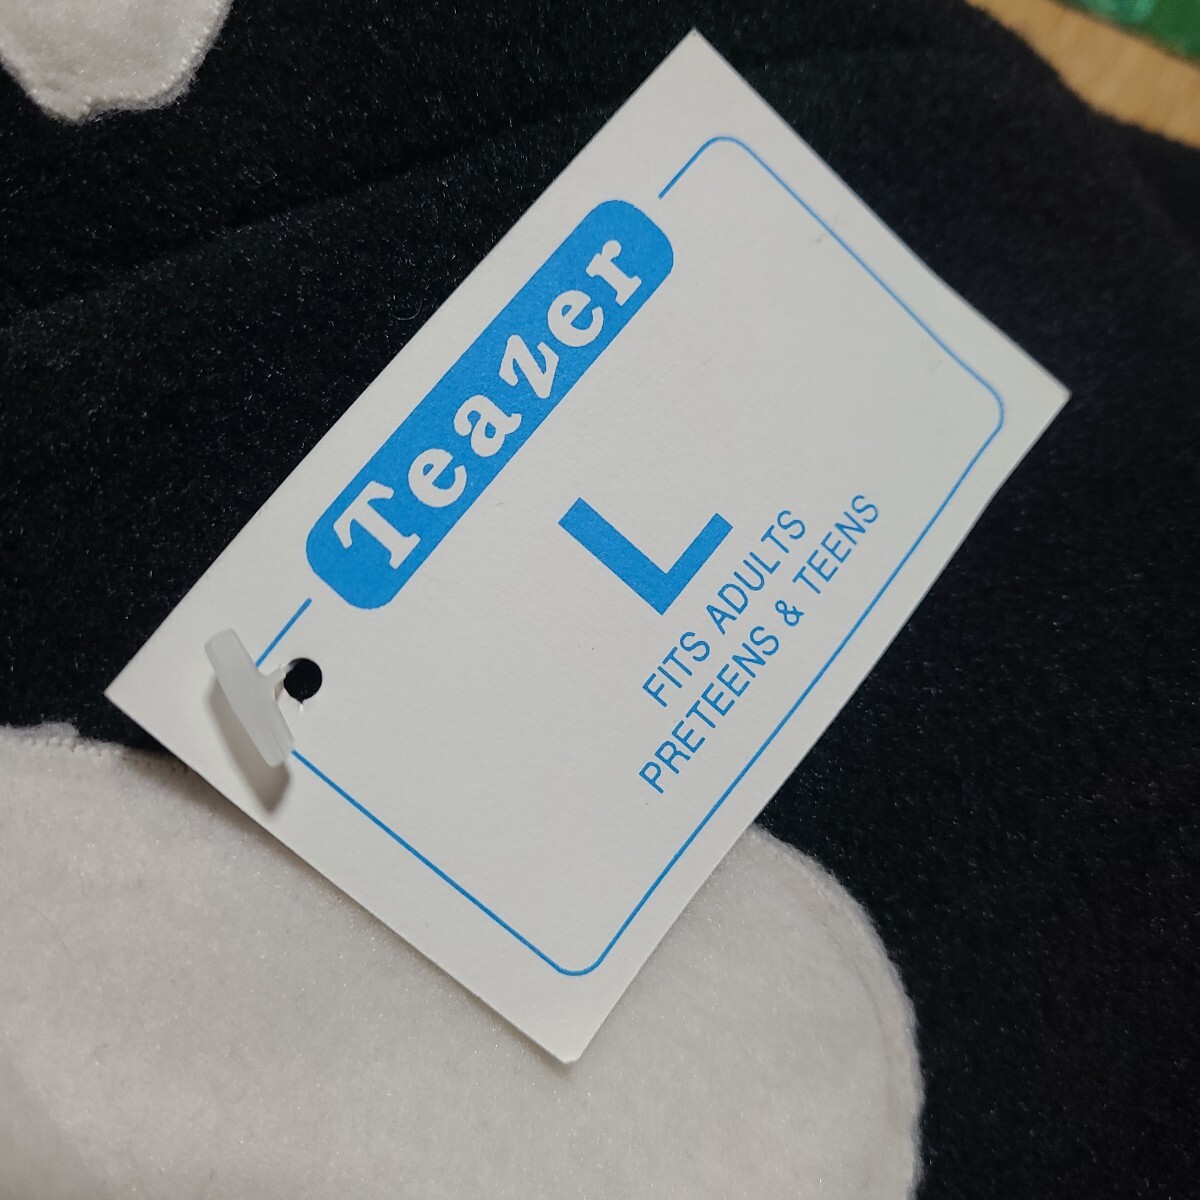 Teazer
L
FITS ADULTS
PRETEENS & TEENS